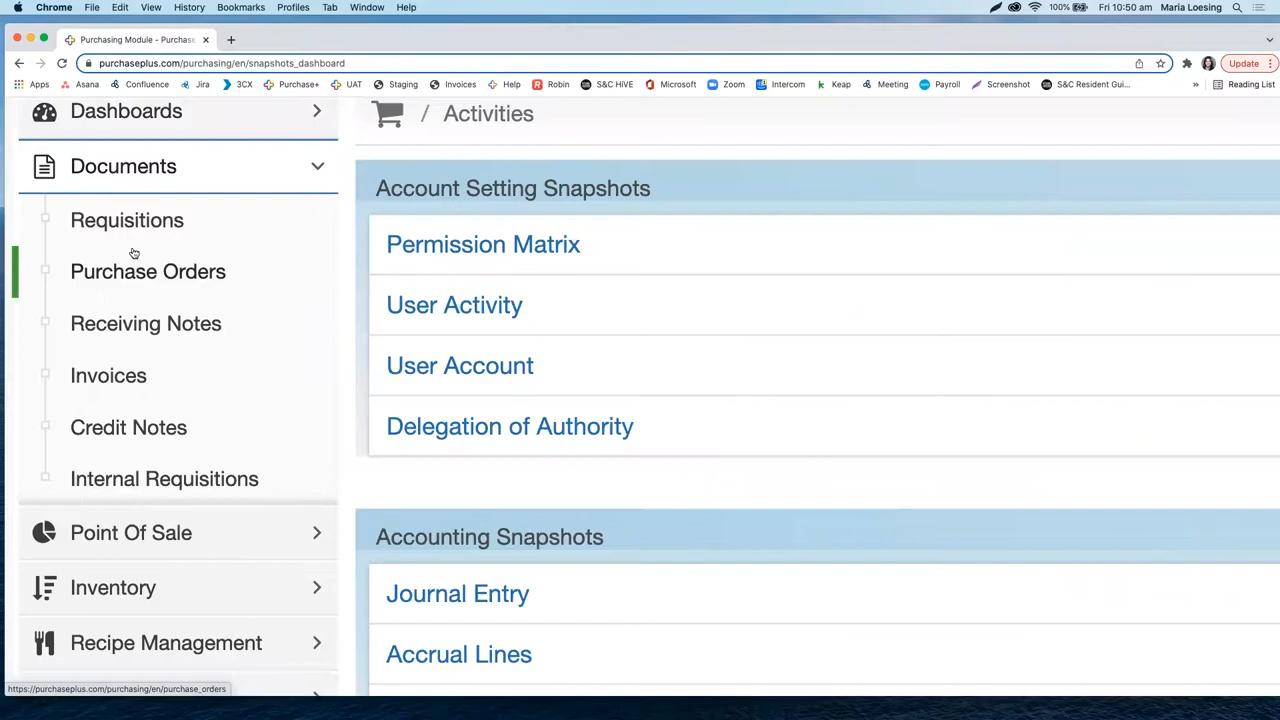 Chrome File Edit View History Bookmarks Profiles Tab Window Help 100% Fri 10:50 am Maria Loesing
Purchasing Module - Purchase
purchaseplus.com/purchasing/en/snapshots_dashboard Update
Apps Asana Confluence Jira 3CX Purchase+ UAT Staging Invoices Help Robin S&C HiVE Microsoft Zoom Intercom Keap Meeting Payroll Screenshot S&C Resident Gui... » Reading List
Dashboards
/ Activities
Documents
Account Setting Snapshots
Requisitions
Permission Matrix
Purchase Orders
User Activity
Receiving Notes
User Account
Invoices
Delegation of Authority
Credit Notes
Internal Requisitions
Point Of Sale
Accounting Snapshots
Inventory
Journal Entry
Recipe Management
Accrual Lines
https://purchaseplus.com/purchasing/en/purchase_orders